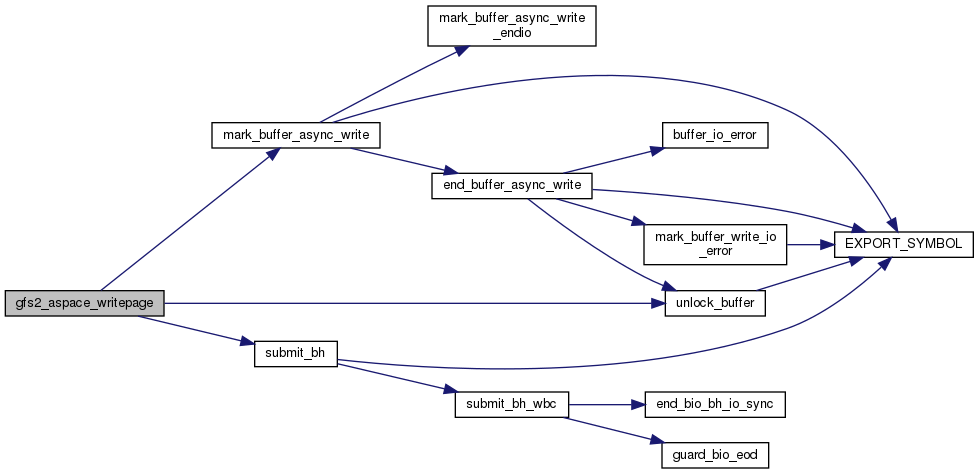 mark_buffer_async_write
_endio
mark_buffer_async_write
buffer_io_error
end_buffer_async_write
mark_buffer_write_io
_error
EXPORT_SYMBOL
gfs2_aspace_writepage
unlock_buffer
submit_bh
submit_bh_wbc
end_bio_bh_io_sync
guard_bio_eod